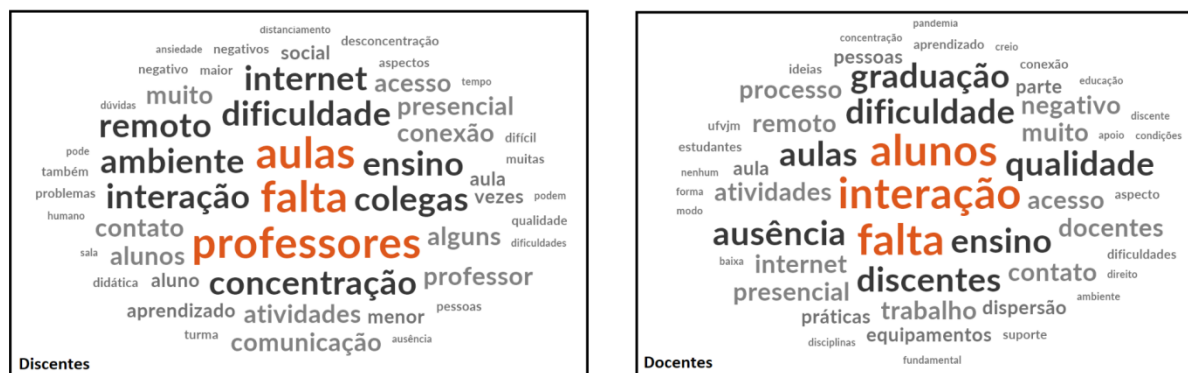 distanciamento
ansiedade negativos social desconcentração
negativo maior internet acesso aspectos tempo
dúvidas muito dificuldade presencial
remoto conexão difícil
pode ambiente aulas ensino muitas
também aula
problemas interação falta colegas vezes podem
humano contato qualidade
sala alunos professores alguns dificuldades
didática aluno concentração professor
aprendizado atividades menor pessoas
turma comunicação ausência
Discentes
pandemia
concentração pessoas aprendizado creio
ideias graduação conexão
processo dificuldade parte educação
ufvjm remoto negativo discente
estudantes aulas alunos muito apoio condições
nenhum aula qualidade
forma atividades interação acesso aspecto
modo
ausência falta ensino docentes
baixa internet discentes contato dificuldades direito
presencial trabalho dispersão ambiente
práticas equipamentos suporte
disciplinas
fundamental
Docentes